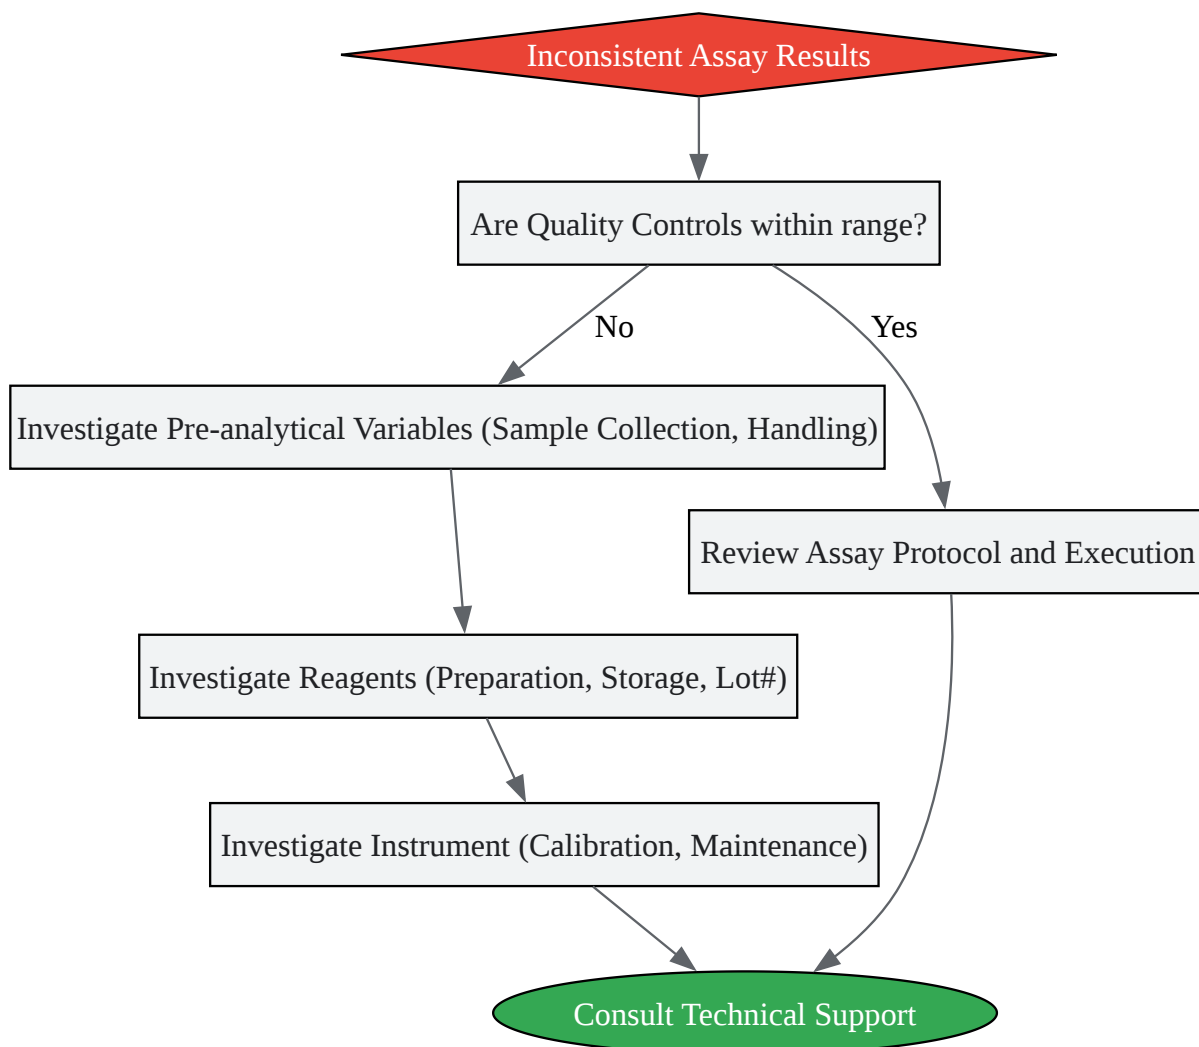 Inconsistent Assay Results
Are Quality Controls within range?
No
Yes
Investigate Pre-analytical Variables (Sample Collection, Handling)
Review Assay Protocol and Execution
Investigate Reagents (Preparation, Storage, Lot#)
Investigate Instrument (Calibration, Maintenance)
Consult Technical Support